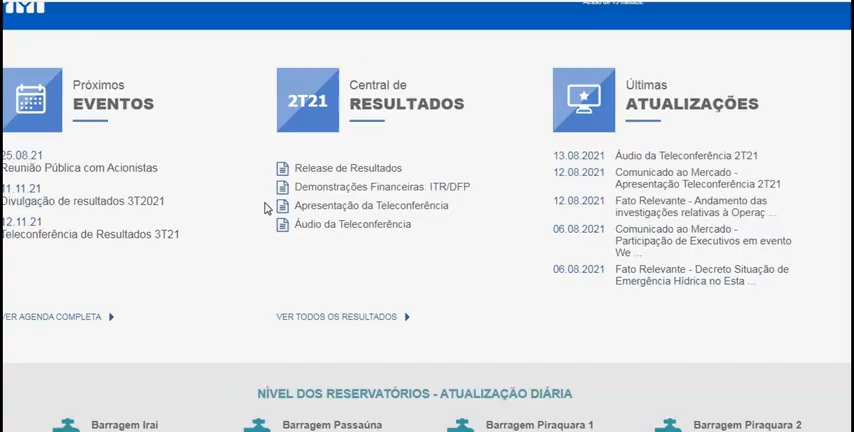 Próximos
EVENTOS
25.08.21
Reunião Pública com Acionistas
11.11.21
Divulgação de resultados 3T2021
12.11.21
Teleconferência de Resultados 3T21
VER AGENDA COMPLETA
2T21
Central de
RESULTADOS
Release de Resultados
Demonstrações Financeiras: ITR/DFP
Apresentação da Teleconferência
Áudio da Teleconferência
VER TODOS OS RESULTADOS
Últimas
ATUALIZAÇÕES
13.08.2021 Áudio da Teleconferência 2T21
12.08.2021 Comunicado ao Mercado -
Apresentação Teleconferência 2T21
12.08.2021 Fato Relevante - Andamento das
investigações relativas à Operaç ...
06.08.2021 Comunicado ao Mercado -
Participação de Executivos em evento
We ...
06.08.2021 Fato Relevante - Decreto Situação de
Emergência Hídrica no Esta ...
NÍVEL DOS RESERVATÓRIOS - ATUALIZAÇÃO DIÁRIA
Barragem Iraí
Barragem Passaúna
Barragem Piraquara 1
Barragem Piraquara 2